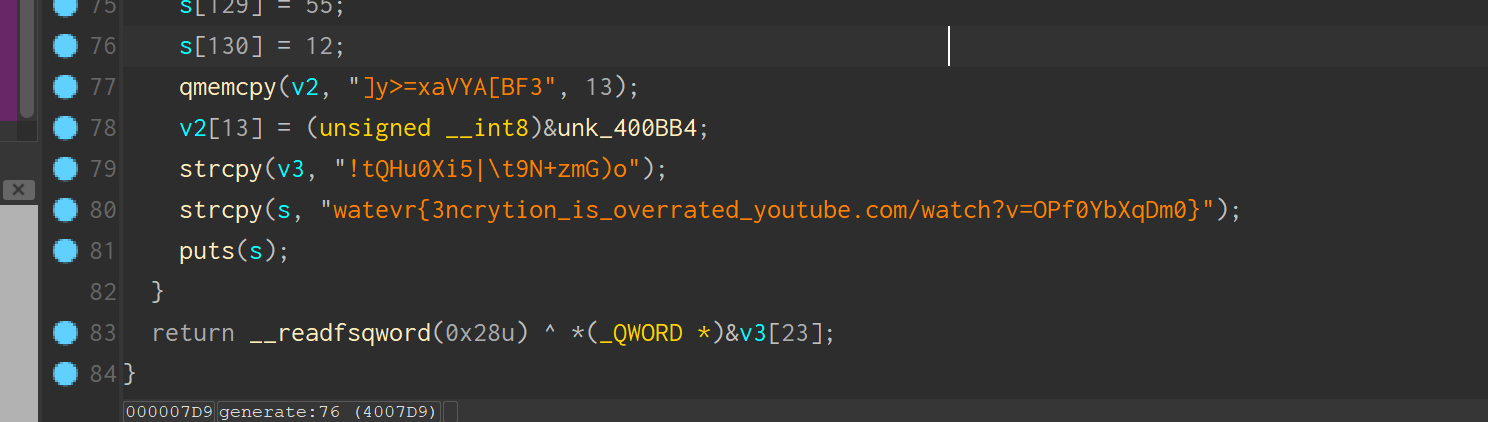 75 s[129] = 55;
76 s[130] = 12;
77 qmemcpy(v2, "]y>=xaVYA[BF3", 13);
78 v2[13] = (unsigned __int8)&unk_400BB4;
79 strcpy(v3, "!tQHu0Xi5|\t9N+zmG)o");
80 strcpy(s, "watevr{3ncrytion_is_overrated_youtube.com/watch?v=OPf0YbXqDm0}");
81 puts(s);
82 }
83 return __readfsqword(0x28u) ^ *(_QWORD *)&v3[23];
84 }
000007D9 generate:76 (4007D9)